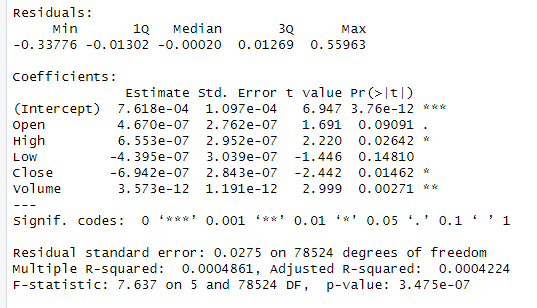 Residuals:
     Min       1Q   Median       3Q      Max
-0.33776 -0.01302 -0.00020  0.01269  0.55963
Coefficients:
              Estimate Std. Error t value Pr(>|t|)
(Intercept)  7.618e-04  1.097e-04   6.947 3.76e-12 ***
Open         4.670e-07  2.762e-07   1.691  0.09091 .
High         6.553e-07  2.952e-07   2.220  0.02642 *
Low         -4.395e-07  3.039e-07  -1.446  0.14810
Close       -6.942e-07  2.843e-07  -2.442  0.01462 *
Volume       3.573e-12  1.191e-12   2.999  0.00271 **
---
Signif. codes:  0 ‘***’ 0.001 ‘**’ 0.01 ‘*’ 0.05 ‘.’ 0.1 ‘ ’ 1
Residual standard error: 0.0275 on 78524 degrees of freedom
Multiple R-squared:  0.0004861, Adjusted R-squared:  0.0004224
F-statistic: 7.637 on 5 and 78524 DF,  p-value: 3.475e-07